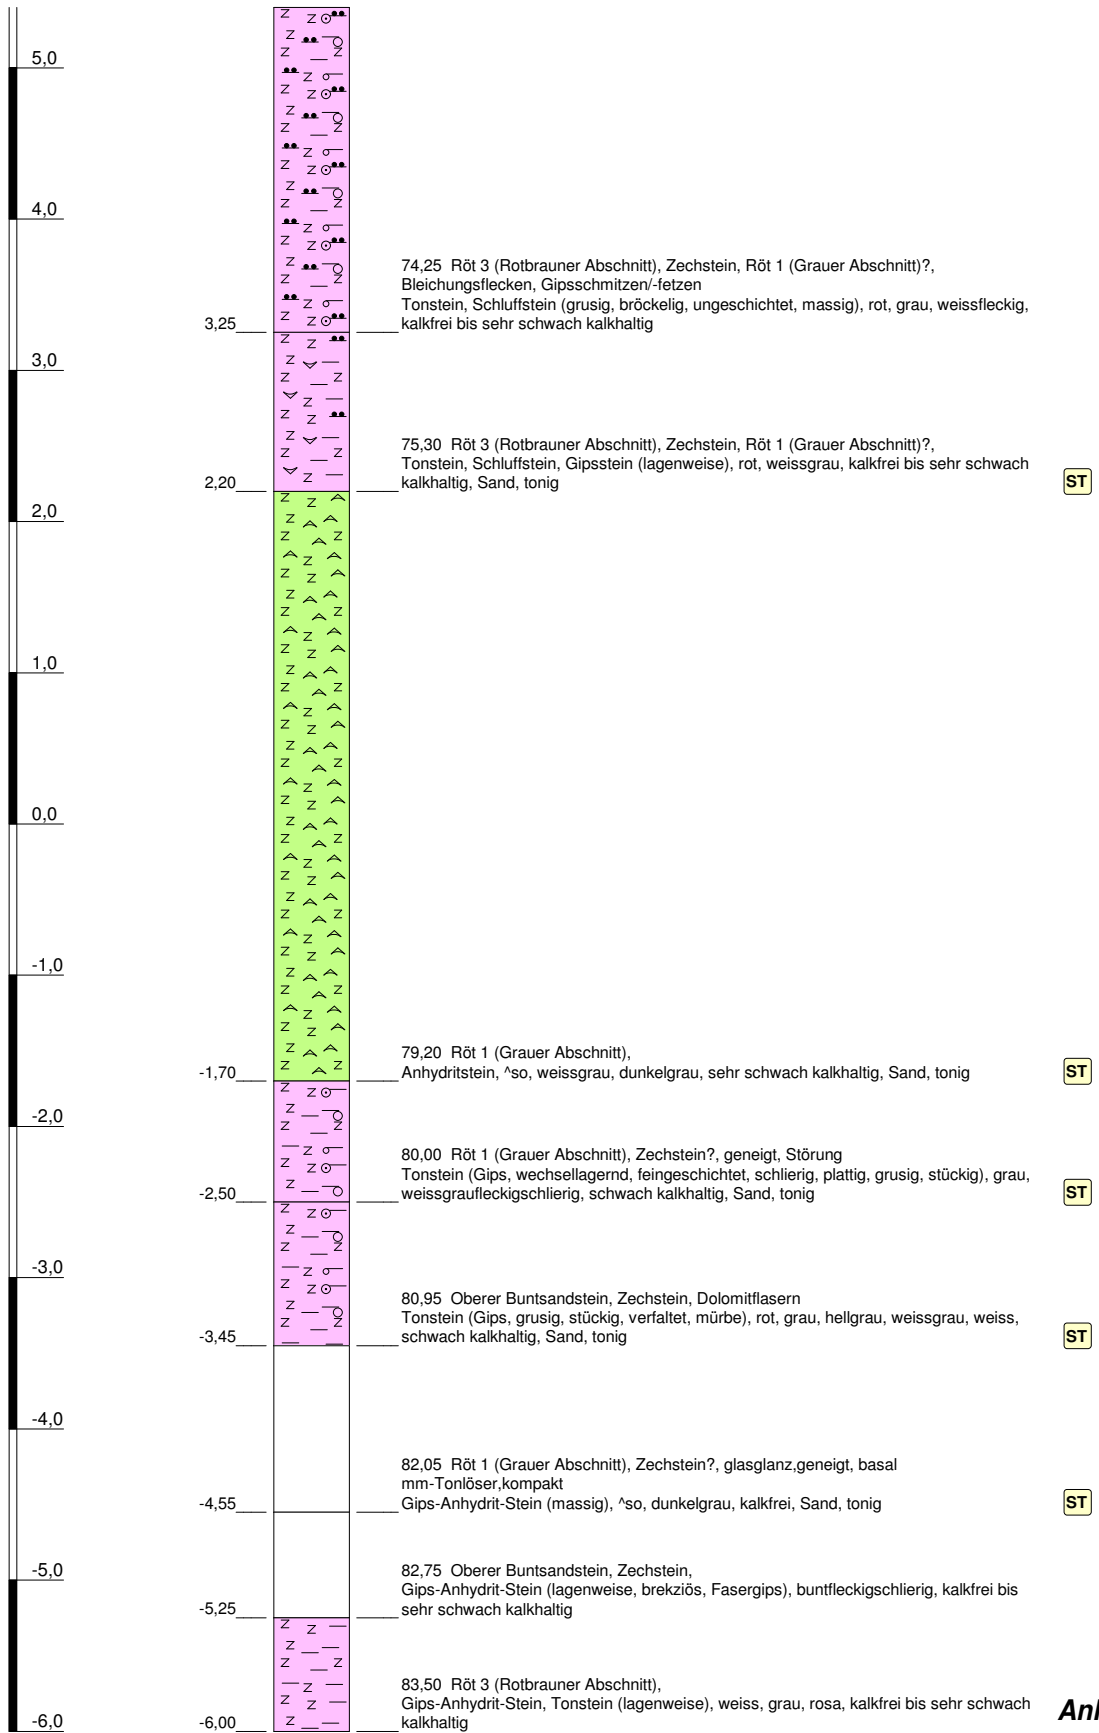 5,0
4,0
74,25 Röt 3 (Rotbrauner Abschnitt), Zechstein, Röt 1 (Grauer Abschnitt)?,
Bleichungsflecken, Gipsschmitzen/-fetzen
Tonstein, Schluffstein (grusig, bröckelig, ungeschichtet, massig), rot, grau, weissfleckig,
kalkfrei bis sehr schwach kalkhaltig
3,25
3,0
75,30 Röt 3 (Rotbrauner Abschnitt), Zechstein, Röt 1 (Grauer Abschnitt)?,
Tonstein, Schluffstein, Gipsstein (lagenweise), rot, weissgrau, kalkfrei bis sehr schwach
kalkhaltig, Sand, tonig
2,20
ST
2,0
1,0
0,0
-1,0
79,20 Röt 1 (Grauer Abschnitt),
Anhydritstein, ^so, weissgrau, dunkelgrau, sehr schwach kalkhaltig, Sand, tonig
-1,70
ST
-2,0
80,00 Röt 1 (Grauer Abschnitt), Zechstein?, geneigt, Störung
Tonstein (Gips, wechsellagernd, feingeschichtet, schlierig, plattig, grusig, stückig), grau,
weissgraufleckigschlierig, schwach kalkhaltig, Sand, tonig
-2,50
ST
-3,0
80,95 Oberer Buntsandstein, Zechstein, Dolomitflasern
Tonstein (Gips, grusig, stückig, verfaltet, mürbe), rot, grau, hellgrau, weissgrau, weiss,
schwach kalkhaltig, Sand, tonig
-3,45
ST
-4,0
82,05 Röt 1 (Grauer Abschnitt), Zechstein?, glasglanz,geneigt, basal
mm-Tonlöser,kompakt
Gips-Anhydrit-Stein (massig), ^so, dunkelgrau, kalkfrei, Sand, tonig
-4,55
ST
-5,0
82,75 Oberer Buntsandstein, Zechstein,
Gips-Anhydrit-Stein (lagenweise, brekziös, Fasergips), buntfleckigschlierig, kalkfrei bis
sehr schwach kalkhaltig
-5,25
83,50 Röt 3 (Rotbrauner Abschnitt),
Gips-Anhydrit-Stein, Tonstein (lagenweise), weiss, grau, rosa, kalkfrei bis sehr schwach
kalkhaltig
-6,0
-6,00